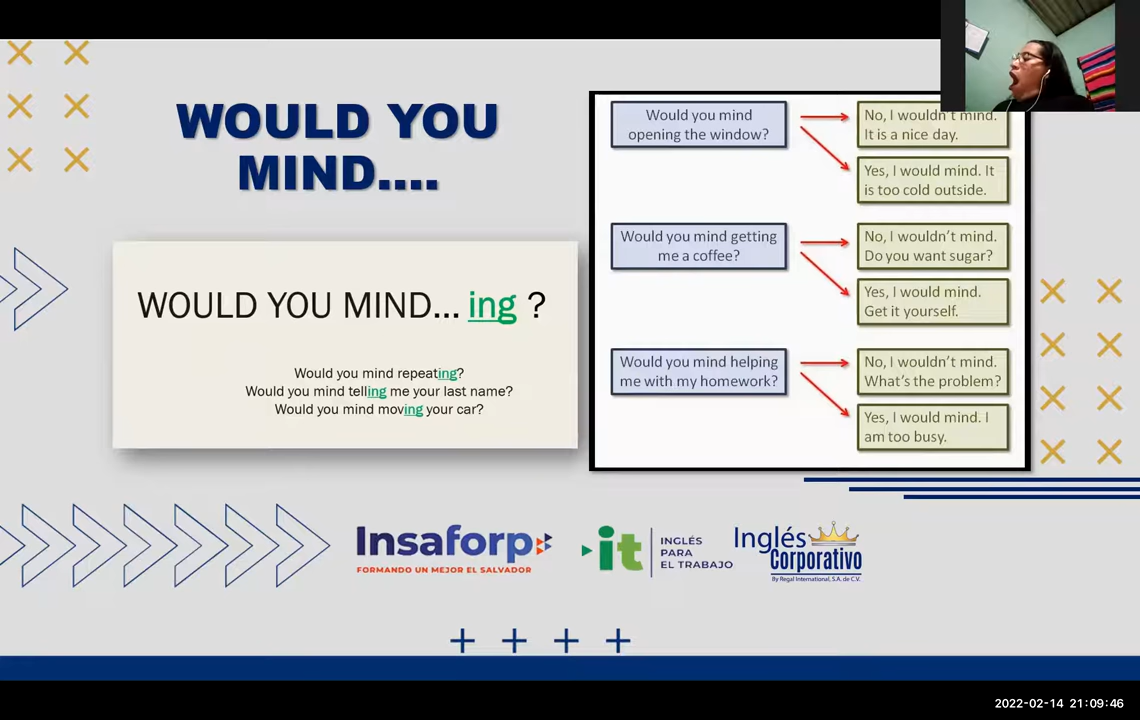 WOULD YOU
MIND....
WOULD YOU MIND... ing ?
Would you mind repeating?
Would you mind telling me your last name?
Would you mind moving your car?
Would you mind
opening the window?
No, I wouldn't mind.
It is a nice day.
Yes, I would mind. It
is too cold outside.
Would you mind getting
me a coffee?
No, I wouldn't mind.
Do you want sugar?
Yes, I would mind.
Get it yourself.
Would you mind helping
me with my homework?
No, I wouldn't mind.
What's the problem?
Yes, I would mind. I
am too busy.
Insaforp
FORMANDO UN MEJOR EL SALVADOR
it
INGLÉS
PARA
EL TRABAJO
Inglés
Corporativo
By Regal International, S.A. de C.V.
2022-02-14 21:09:46